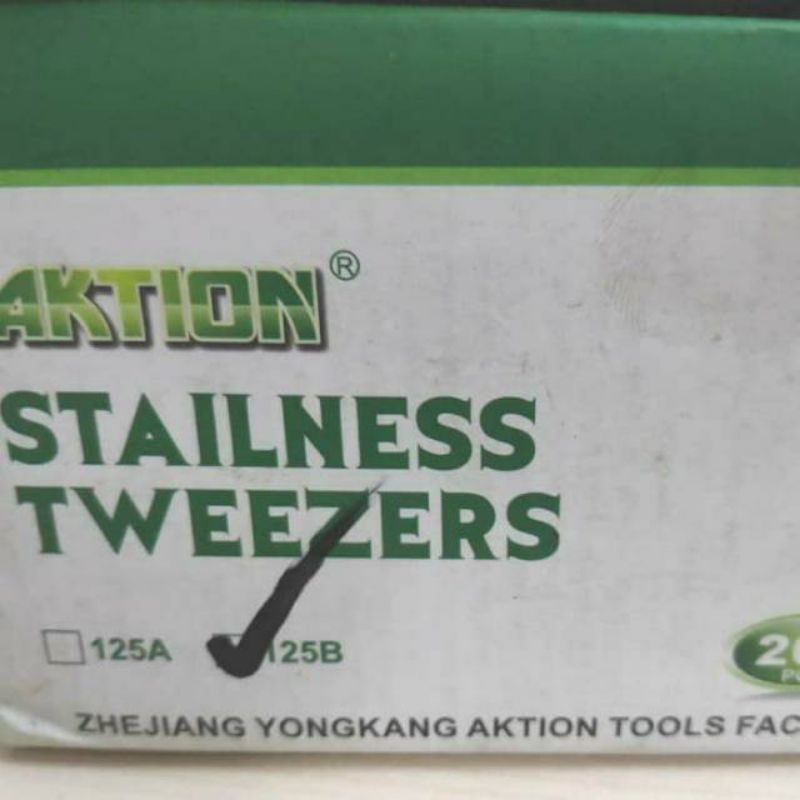 AKTION®
STAILNESS
TWEEZERS
125A 125B
ZHEJIANG YONGKANG AKTION TOOLS